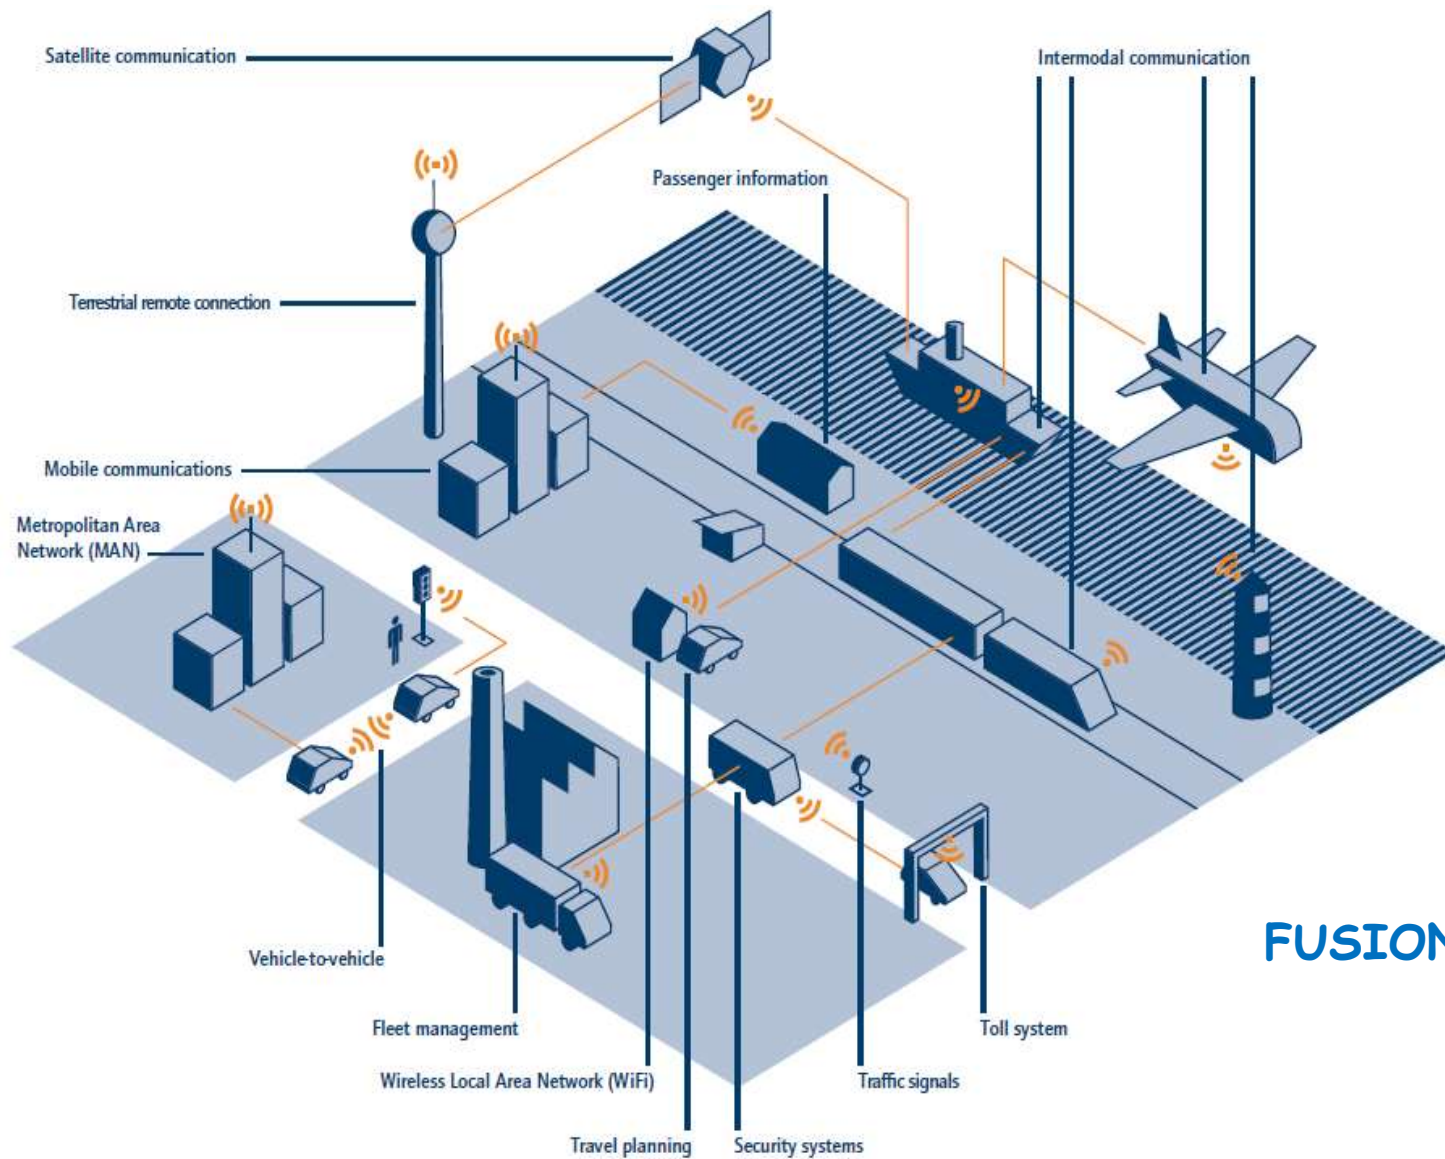 Satellite communication
Intermodal communication
Passenger information
Terrestrial remote connection
Mobile communications
Metropolitan Area
Network (MAN)
FUSION
Vehicle-to-vehicle
Fleet management
Toll system
Wireless Local Area Network (WiFi)
Traffic signals
Travel planning
Security systems